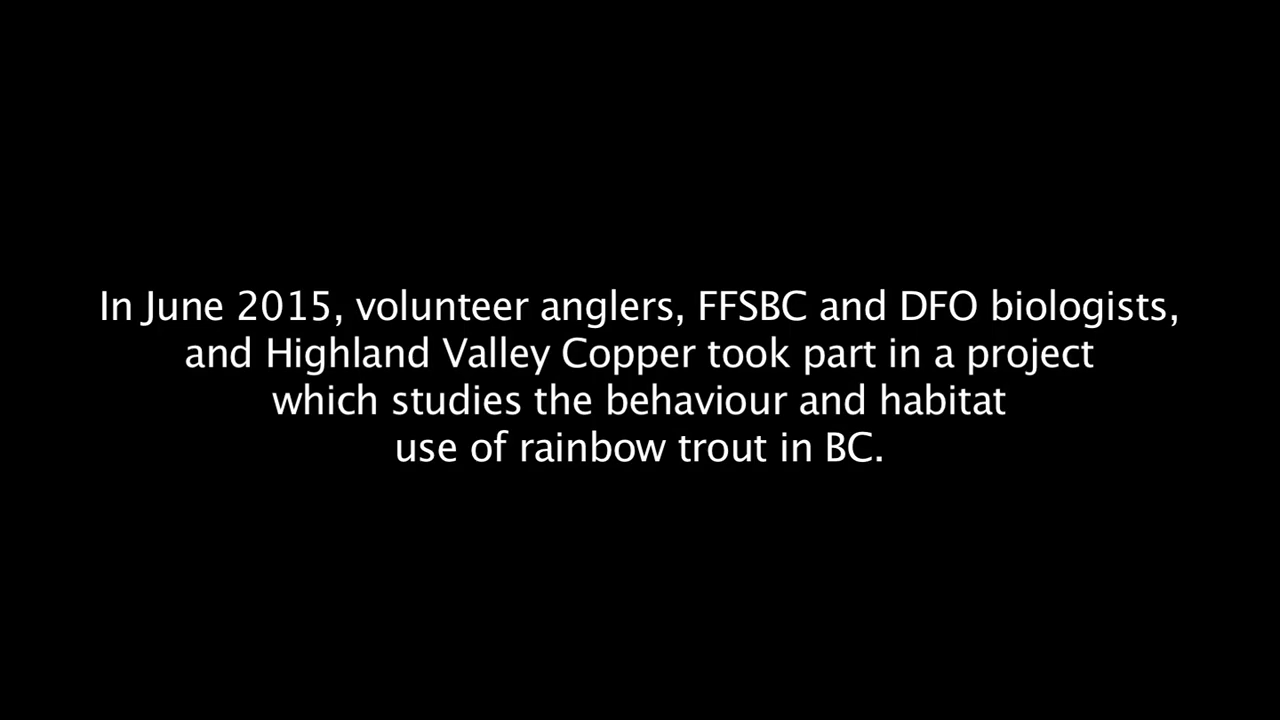 In June 2015, volunteer anglers, FFSBC and DFO biologists,
and Highland Valley Copper took part in a project
which studies the behaviour and habitat
use of rainbow trout in BC.